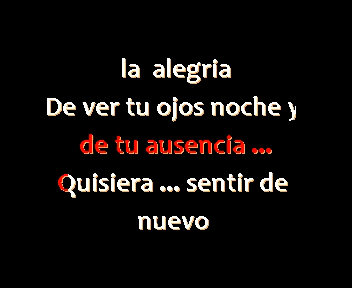 la alegria
De ver tu ojos noche y
de tu ausencia ...
Quisiera ... sentir de
nuevo